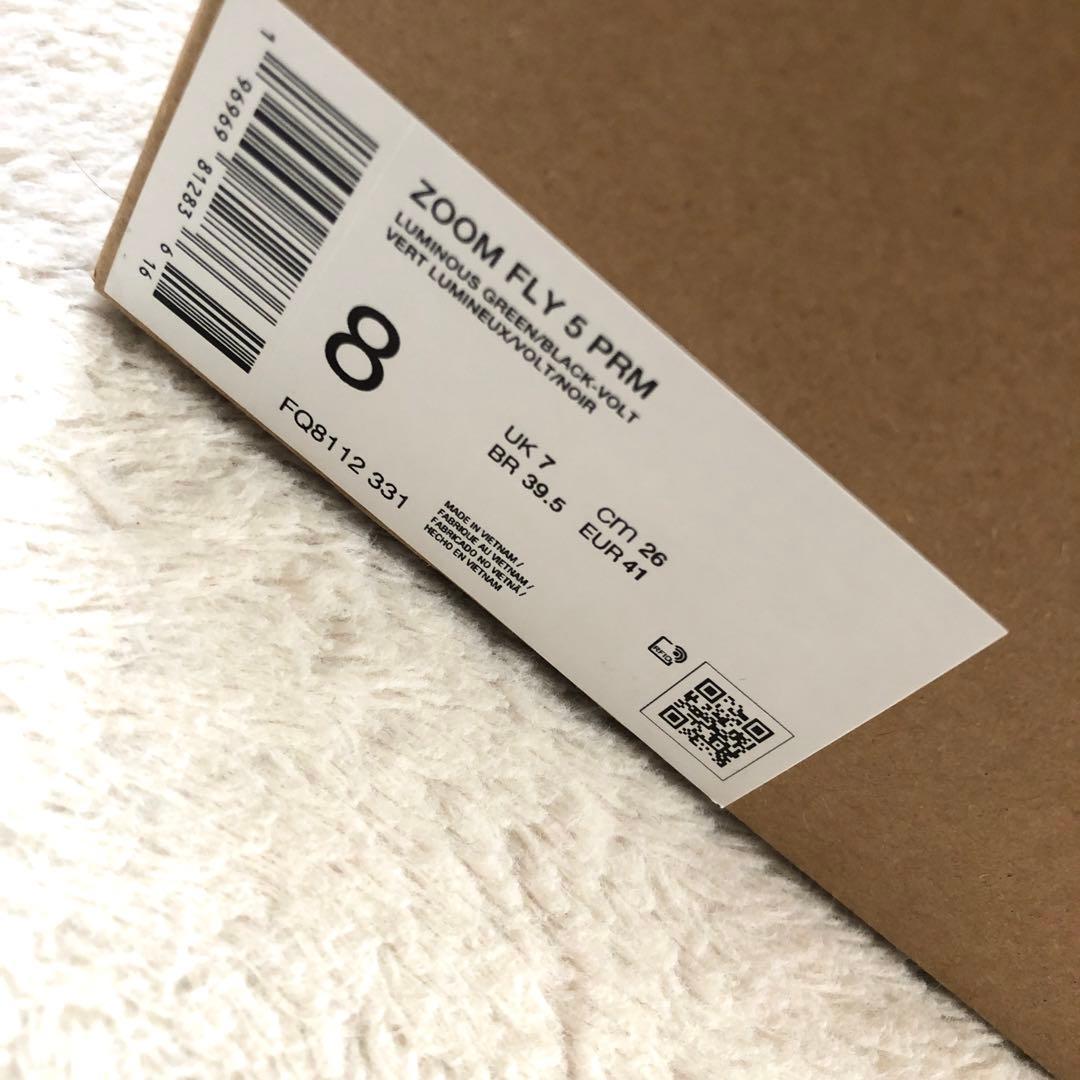 ZOOM FLY 5 PRM
LUMINOUS GREEN/BLACK-VOLT
VERT LUMINEUX/VOLT/NOIR
8
UK 7
cm 26
BR 39.5
EUR 41
FQ8112 331
MADE IN VIETNAM /
FABRIQUE AU VIETNAM /
FABRICADO NO VIETNÃ /
HECHO EN VIETNAM
1 96969 81283 6 16
RFID